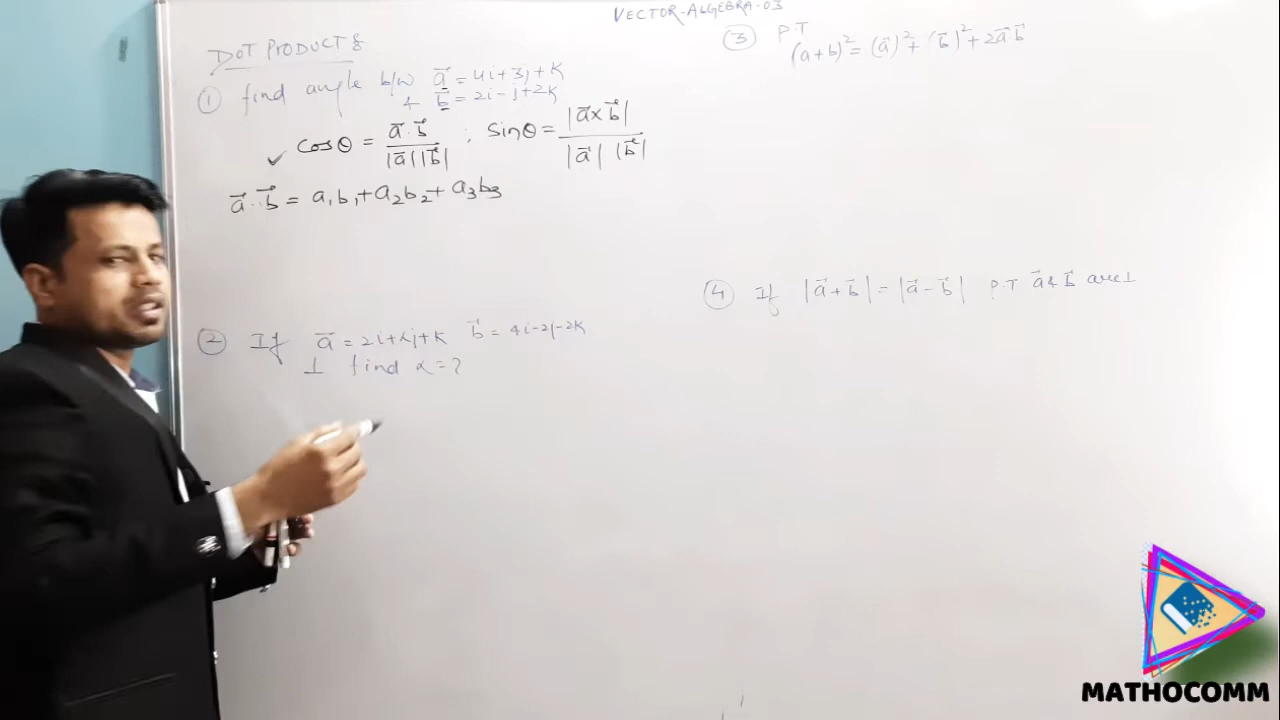 VECTOR-ALGEBRA-03
DOT PRODUCT &
① find angle b/w a⃗ = 4i+3j+k
& b⃗ = 2i-j+2k
✓ cosθ = a⃗.b⃗ / |a⃗||b⃗| ; sinθ = |a⃗×b⃗| / |a⃗| |b⃗|
a⃗.b⃗ = a₁b₁+a₂b₂+a₃b₃
② If a⃗ = 2i+αj+k b⃗ = 4i-2j-2k
⊥ find α=?
③ P.T
(a+b)² = (a⃗)²+(b⃗)²+2a⃗b⃗
④ If |a⃗+b⃗| = |a⃗-b⃗| P.T a⃗ & b⃗ are ⊥
MATHOCOMM